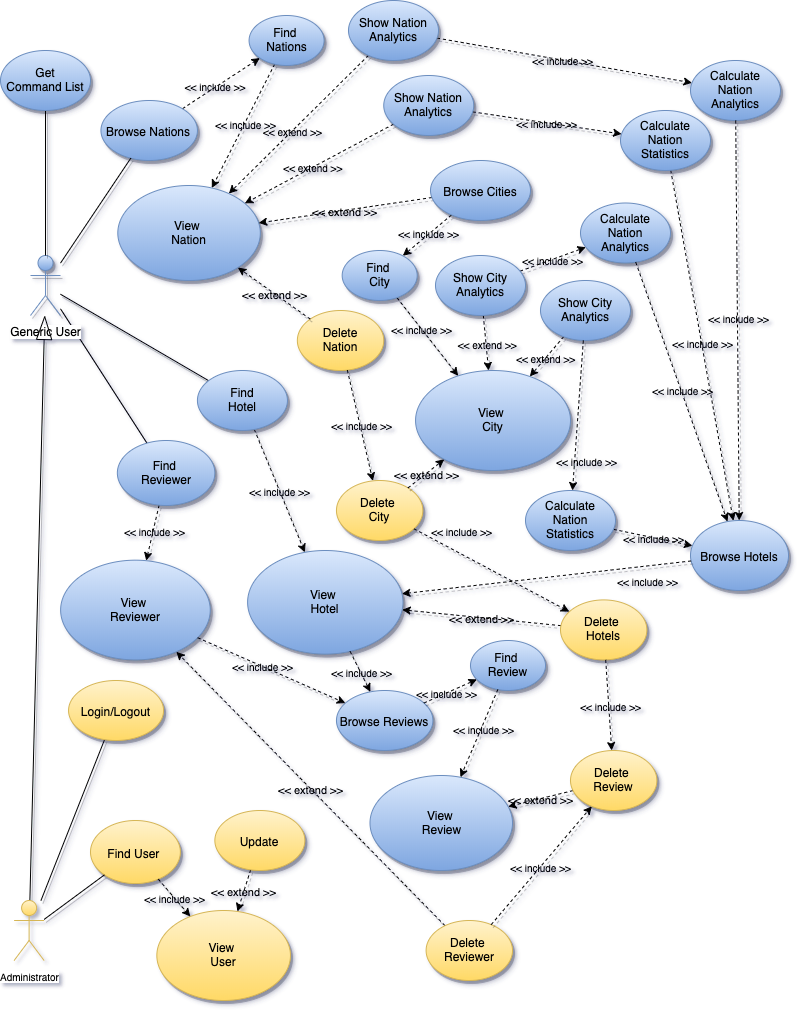 Show Nation
Analytics
Find
Nations
<< include >>
Get
Command List
Calculate
Nation
Analytics
<< include >>
Show Nation
Analytics
Browse Nations
<< include >>
<< extend >>
<< include >>
Calculate
Nation
Statistics
<< extend >>
Browse Cities
View
Nation
<< extend >>
<< include >>
Calculate
Nation
Analytics
<< include >>
Find
City
Show City
Analytics
<< extend >>
Show City
Analytics
Generic User
Delete
Nation
<< include >>
<< include >>
<< extend >>
<< extend >>
<< include >>
Find
Hotel
<< include >>
View
City
<< include >>
Find
Reviewer
<< include >>
<< extend >>
<< include >>
Delete
City
Calculate
Nation
Statistics
<< include >>
<< include >>
<< include >>
Browse Hotels
<< include >>
View
Reviewer
View
Hotel
<< extend >>
Delete
Hotels
Find
Review
<< include >>
<< include >>
<< include >>
Login/Logout
Browse Reviews
<< include >>
<< include >>
<< extend >>
Delete
Review
<< extend >>
View
Review
Find User
Update
<< include >>
<< include >>
<< extend >>
View
User
Delete
Reviewer
Administrator